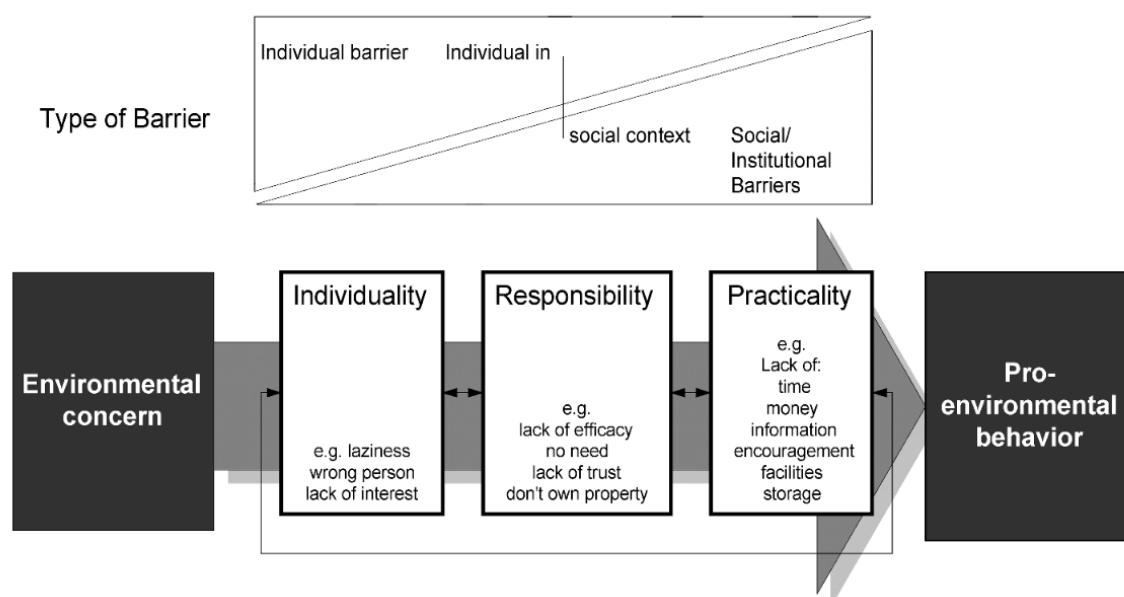 Individual barrier
Individual in
Type of Barrier
social context
Social/
Institutional
Barriers
Environmental
concern
Individuality
e.g. laziness
wrong person
lack of interest
Responsibility
e.g.
lack of efficacy
no need
lack of trust
don't own property
Practicality
e.g.
Lack of:
time
money
information
encouragement
facilities
storage
Pro-
environmental
behavior